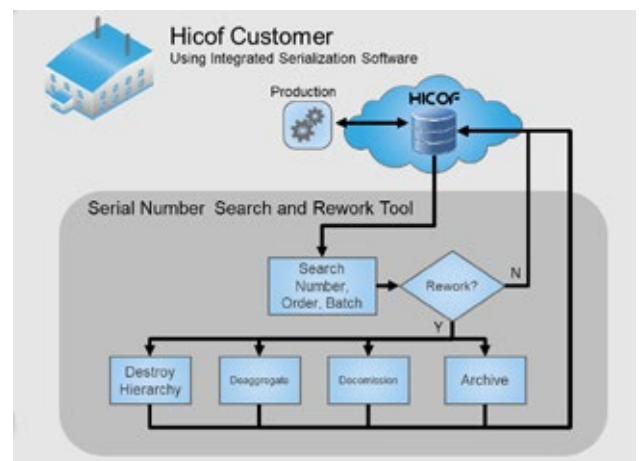 Hicof Customer
Using Integrated Serialization Software
Production
HICOF
Serial Number Search and Rework Tool
Search
Number,
Order, Batch
Rework?
N
Y
Destroy
Hierarchy
Deaggregate
Docomission
Archive